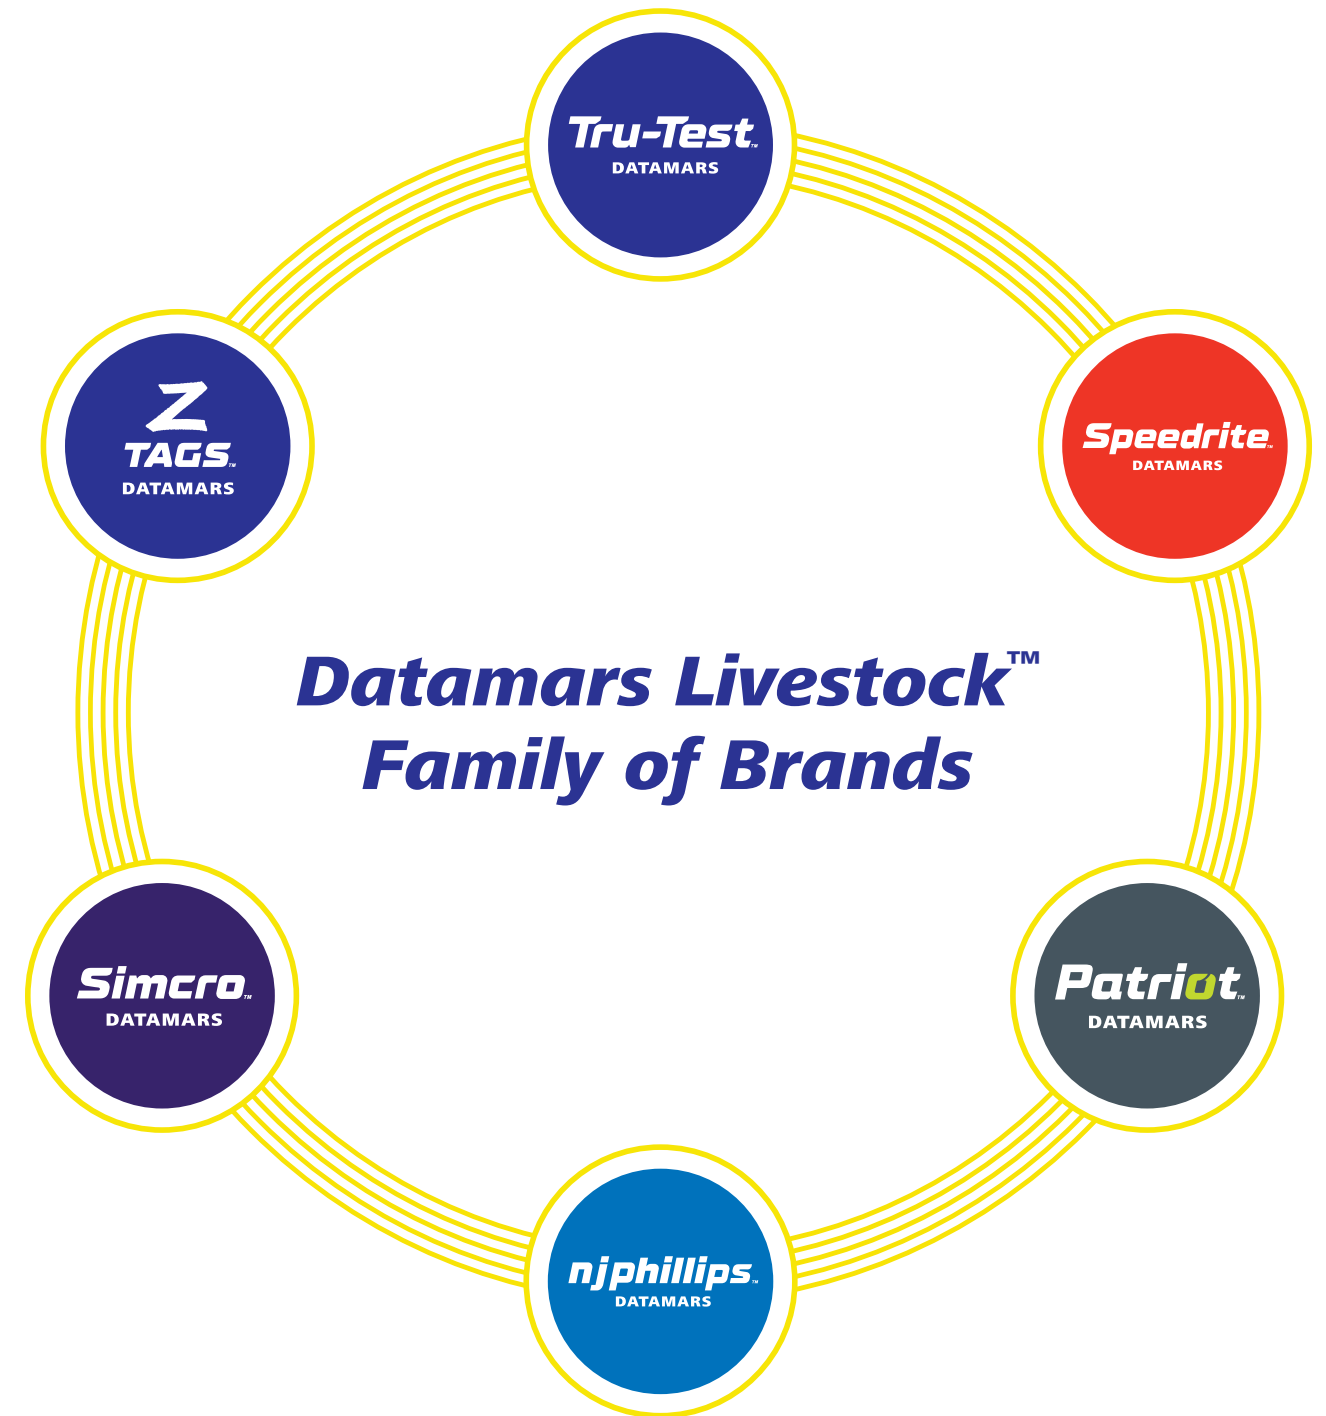 Tru-Test™
DATAMARS
Z
TAGS™
DATAMARS
Speedrite™
DATAMARS
Datamars Livestock™
Family of Brands
Simcro™
DATAMARS
Patriot™
DATAMARS
njphillips™
DATAMARS